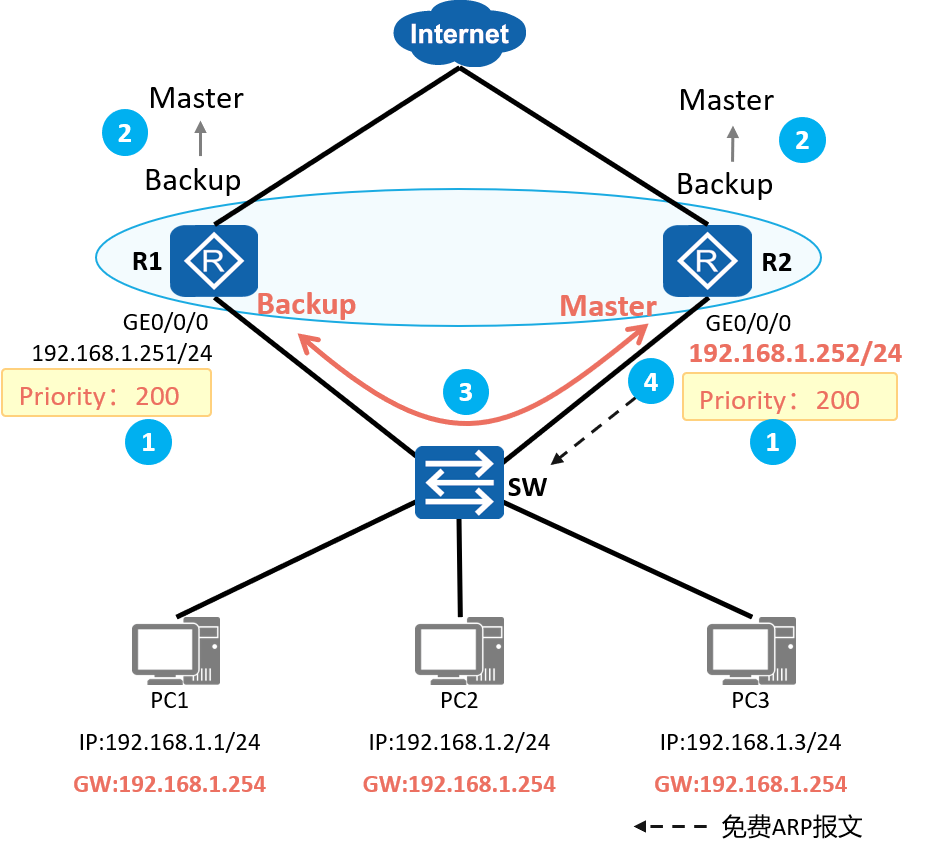 Internet
Master
Master
2
2
Backup
Backup
R
R
R1
R2
Backup
Master
GE0/0/0
GE0/0/0
192.168.1.251/24
192.168.1.252/24
3
4
Priority：200
Priority：200
1
1
SW
PC1
PC2
PC3
IP:192.168.1.1/24
IP:192.168.1.2/24
IP:192.168.1.3/24
GW:192.168.1.254
GW:192.168.1.254
GW:192.168.1.254
免费ARP报文